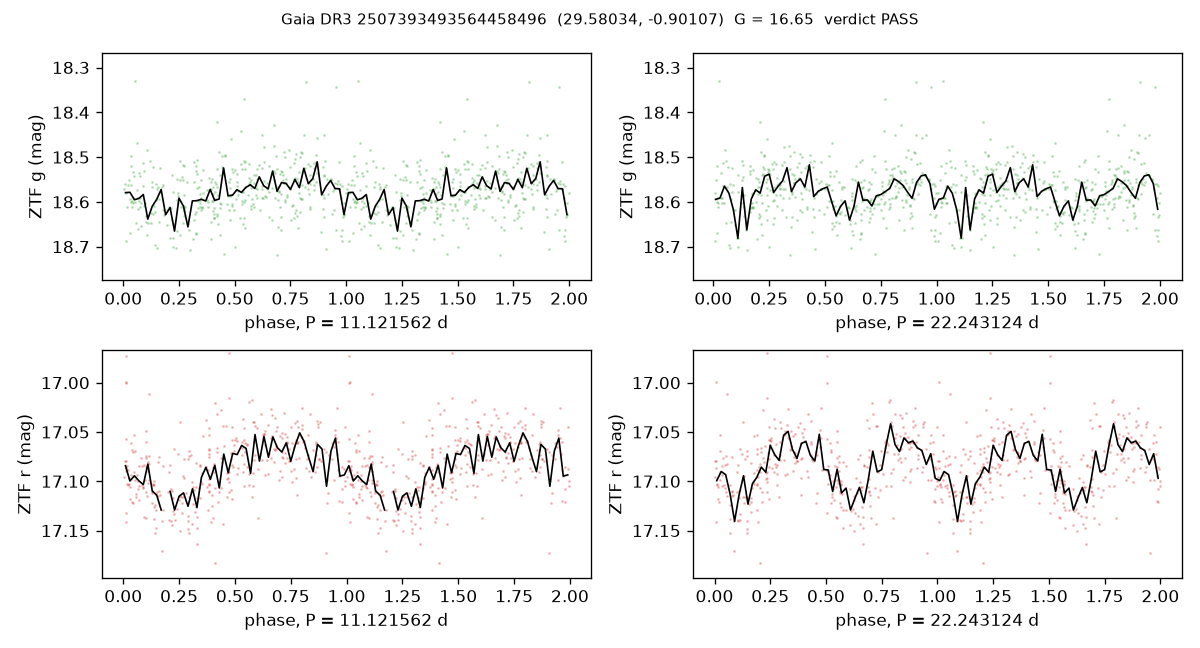 Gaia DR3 2507393493564458496 (29.58034, -0.90107) G = 16.65 verdict PASS
ZTF g (mag)
18.3
18.4
18.5
18.6
18.7
0.00 0.25 0.50 0.75 1.00 1.25 1.50 1.75 2.00
phase, P = 11.121562 d
ZTF g (mag)
18.3
18.4
18.5
18.6
18.7
0.00 0.25 0.50 0.75 1.00 1.25 1.50 1.75 2.00
phase, P = 22.243124 d
ZTF r (mag)
17.00
17.05
17.10
17.15
0.00 0.25 0.50 0.75 1.00 1.25 1.50 1.75 2.00
phase, P = 11.121562 d
ZTF r (mag)
17.00
17.05
17.10
17.15
0.00 0.25 0.50 0.75 1.00 1.25 1.50 1.75 2.00
phase, P = 22.243124 d